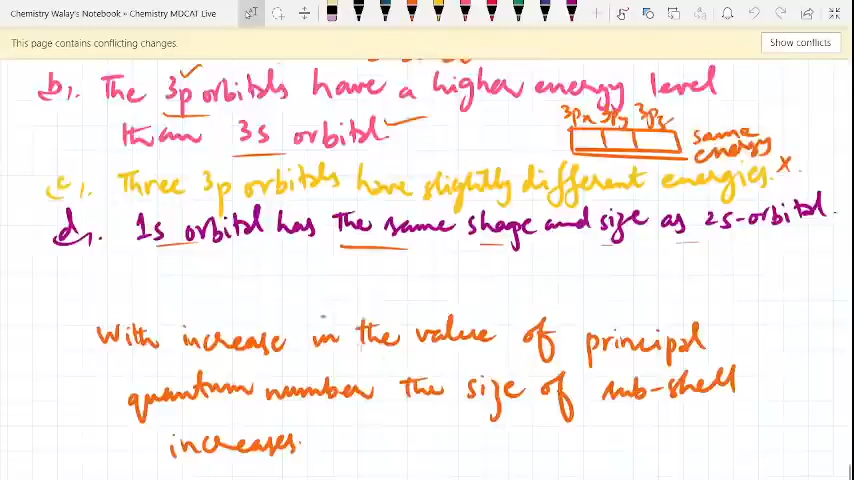 Chemistry Walay's Notebook » Chemistry MDCAT Live
This page contains conflicting changes.
Show conflicts
b). The 3p orbitals have a higher energy level
than 3s orbital
3px 3py 3pz
same
energy
c). Three 3p orbitals have slightly different energies. x.
d). 1s orbital has the same shape and size as 2s-orbital.
With increase in the value of principal
quantum number the size of sub-shell
increases.